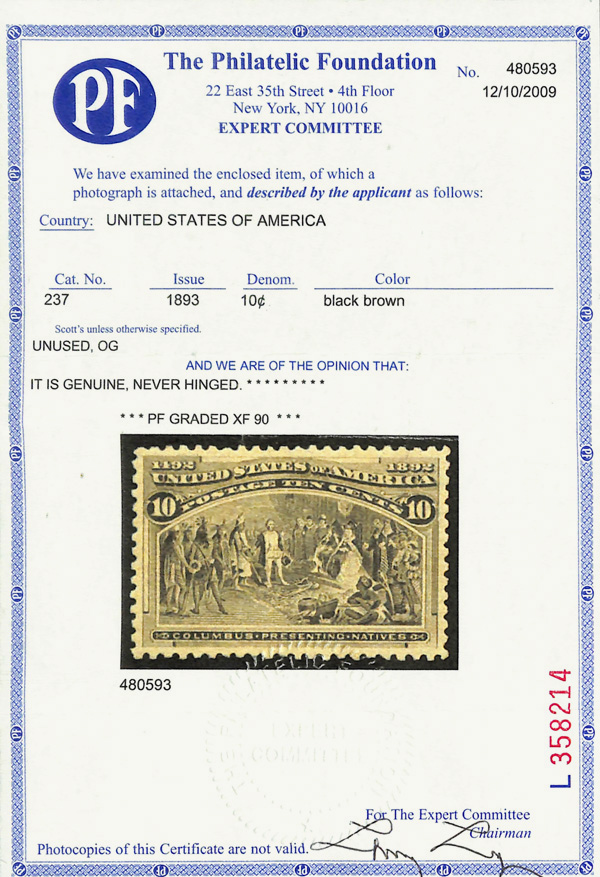 PF
The Philatelic Foundation
No. 480593
22 East 35th Street • 4th Floor
12/10/2009
New York, NY 10016
EXPERT COMMITTEE
We have examined the enclosed item, of which a
photograph is attached, and described by the applicant as follows:
Country: UNITED STATES OF AMERICA
Cat. No. Issue Denom. Color
237 1893 10¢ black brown
Scott's unless otherwise specified.
UNUSED, OG
AND WE ARE OF THE OPINION THAT:
IT IS GENUINE, NEVER HINGED. * * * * * * * * *
* * * PF GRADED XF 90 * * *
1492 1892
UNITED STATES OF AMERICA
POSTAGE TEN CENTS
10 10
COLUMBUS·PRESENTING·NATIVES
480593
EXPERT
COMMITTEE
L 358214
For The Expert Committee
Chairman
Photocopies of this Certificate are not valid.